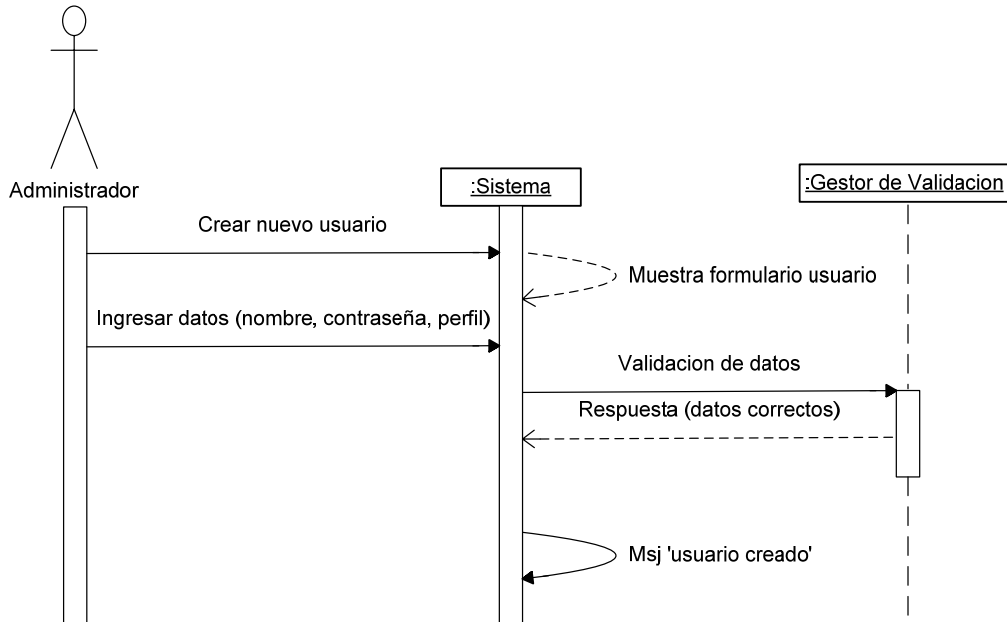 Administrador
:Sistema
:Gestor de Validacion
Crear nuevo usuario
Muestra formulario usuario
Ingresar datos (nombre, contraseña, perfil)
Validacion de datos
Respuesta (datos correctos)
Msj 'usuario creado'